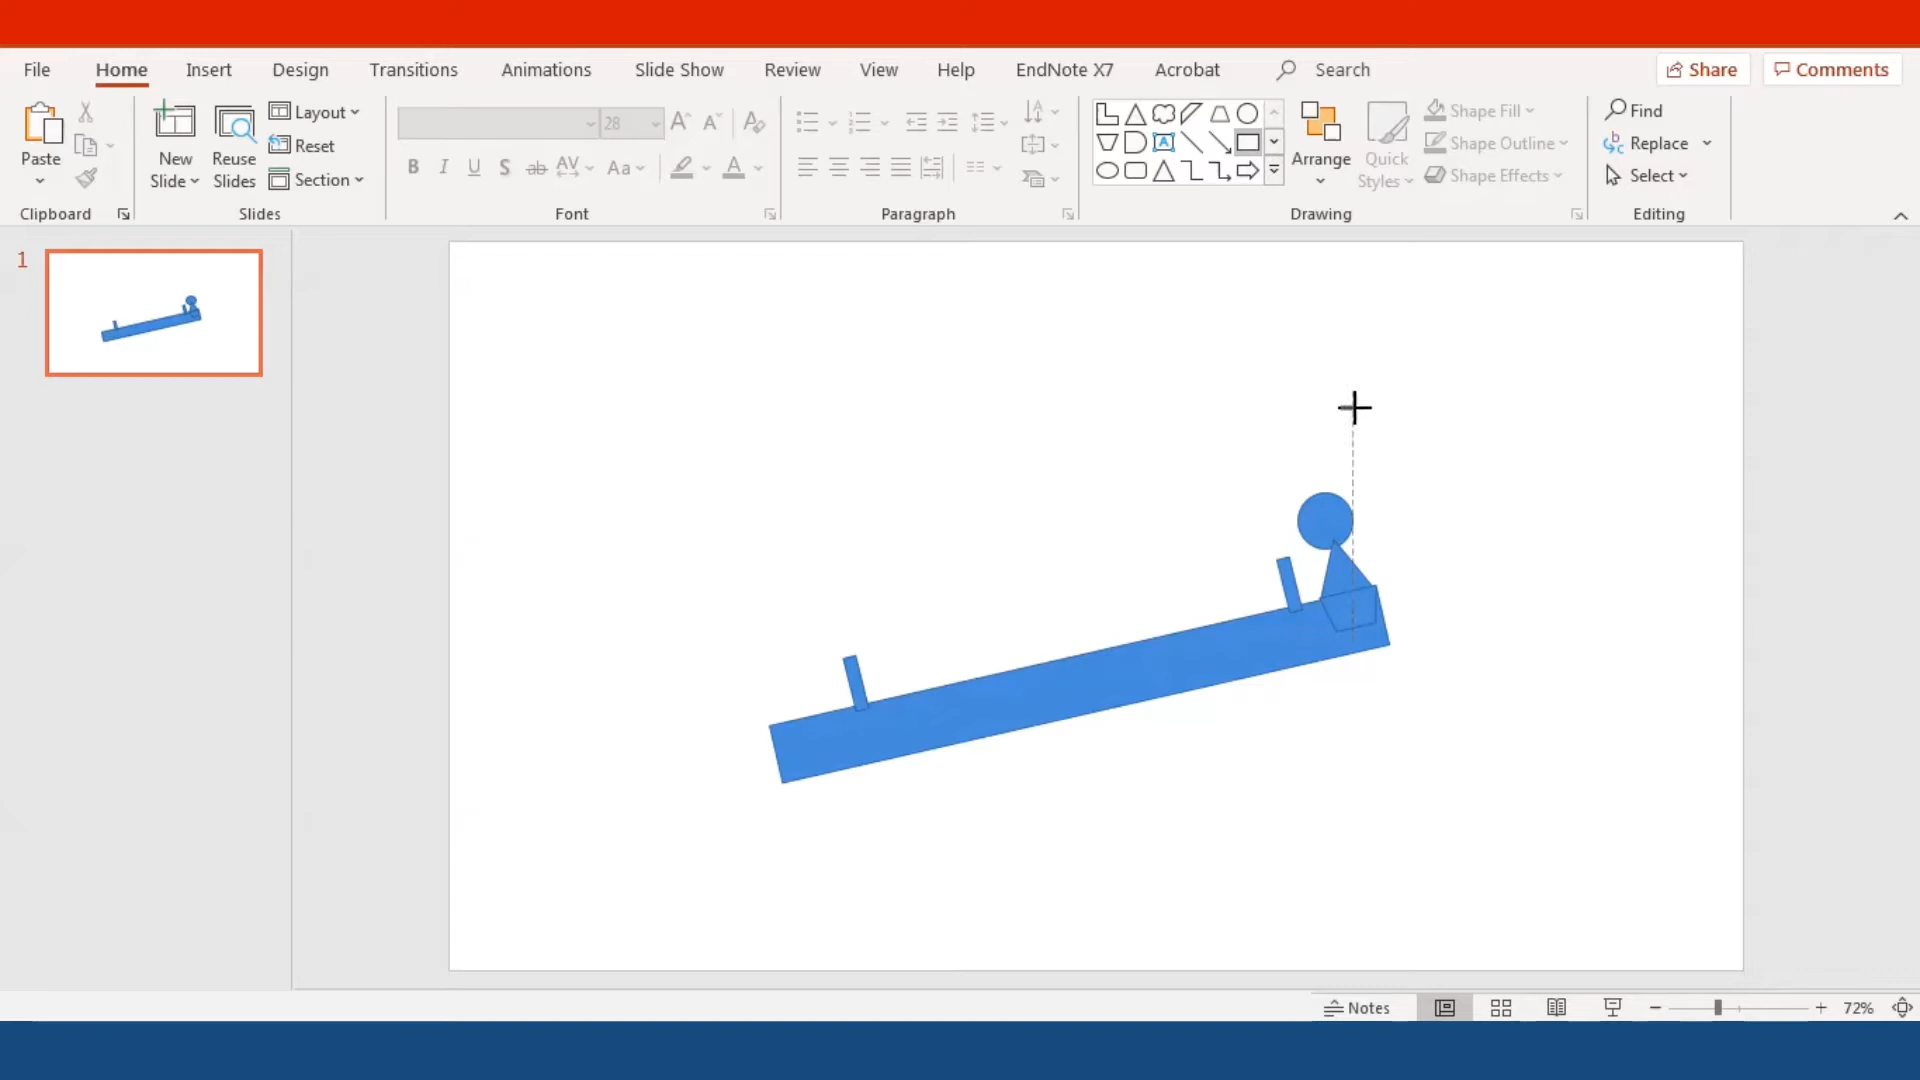 File Home Insert Design Transitions Animations Slide Show Review View Help EndNote X7 Acrobat Search Share Comments
Paste
New Slide
Reuse Slides
Layout
Reset
Section
28
A A A
B I U S ab AV Aa A
A
Arrange
Quick Styles
Shape Fill
Shape Outline
Shape Effects
Find
Replace
Select
Clipboard Slides Font Paragraph Drawing Editing
1
Notes 72%